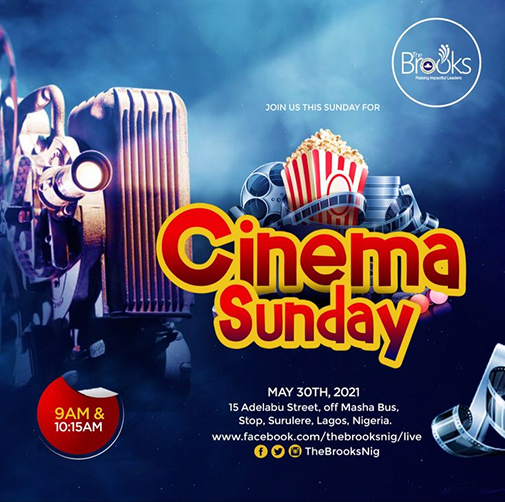 The
Brooks
Raising Impactful Leaders
JOIN US THIS SUNDAY FOR
Cinema
Sunday
MAY 30TH, 2021
15 Adelabu Street, off Masha Bus,
Stop, Surulere, Lagos, Nigeria.
www.facebook.com/thebrooksnig/live
TheBrooksNig
9AM &
10:15AM